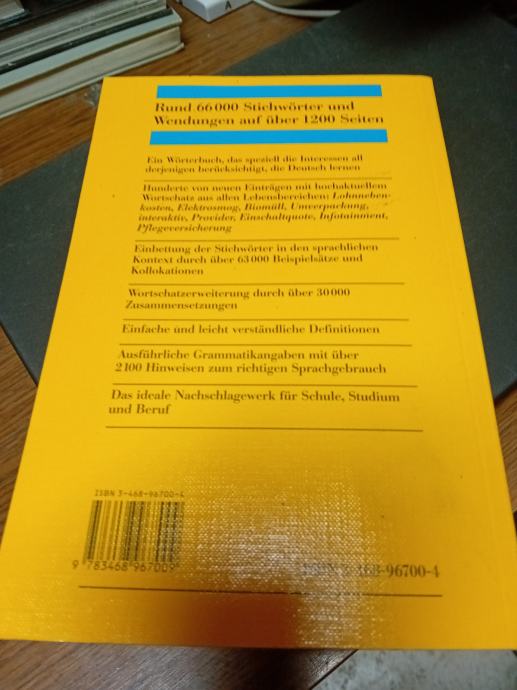 Rund 66 000 Stichwörter und
Wendungen auf über 1200 Seiten
Ein Wörterbuch, das speziell die Interessen all
derjenigen berücksichtigt, die Deutsch lernen
Hunderte von neuen Einträgen mit hochaktuellem
Wortschatz aus allen Lebensbereichen: Lohnneben-
kosten, Elektrosmog, Biomüll, Umverpackung,
interaktiv, Provider, Einschaltquote, Infotainment,
Pflegeversicherung
Einbettung der Stichwörter in den sprachlichen
Kontext durch über 63 000 Beispielsätze und
Kollokationen
Wortschatzerweiterung durch über 30 000
Zusammensetzungen
Einfache und leicht verständliche Definitionen
Ausführliche Grammatikangaben mit über
2100 Hinweisen zum richtigen Sprachgebrauch
Das ideale Nachschlagewerk für Schule, Studium
und Beruf
ISBN 3-468-96700-4
9 783468 967009
ISBN 3-468-96700-4
A